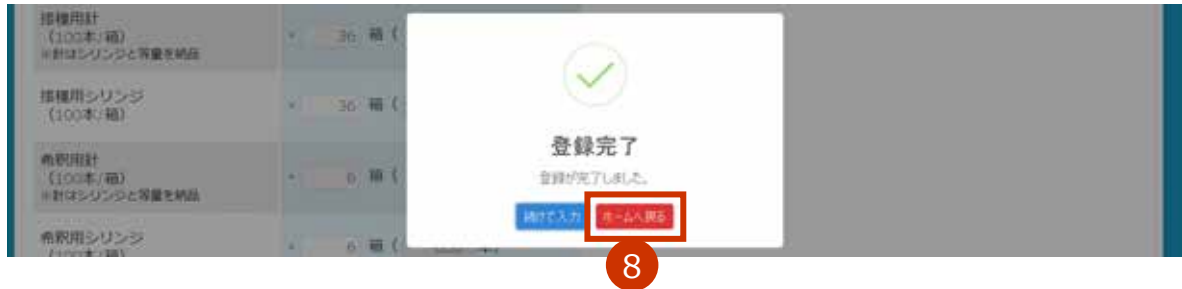 接種用針
（100本/箱）
※針はシリンジと等量を納品
36 箱 (
接種用シリンジ
（100本/箱）
36 箱 (
希釈用針
（100本/箱）
※針はシリンジと等量を納品
6 箱 (
希釈用シリンジ
（100本/箱）
6 箱 (
登録完了
登録が完了しました。
続けて入力
ホームへ戻る
8